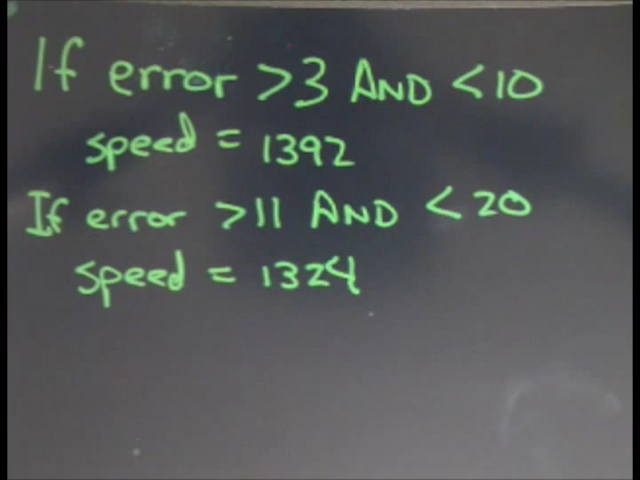 If error >3 AND <10
speed = 1392
If error >11 AND <20
speed = 1324